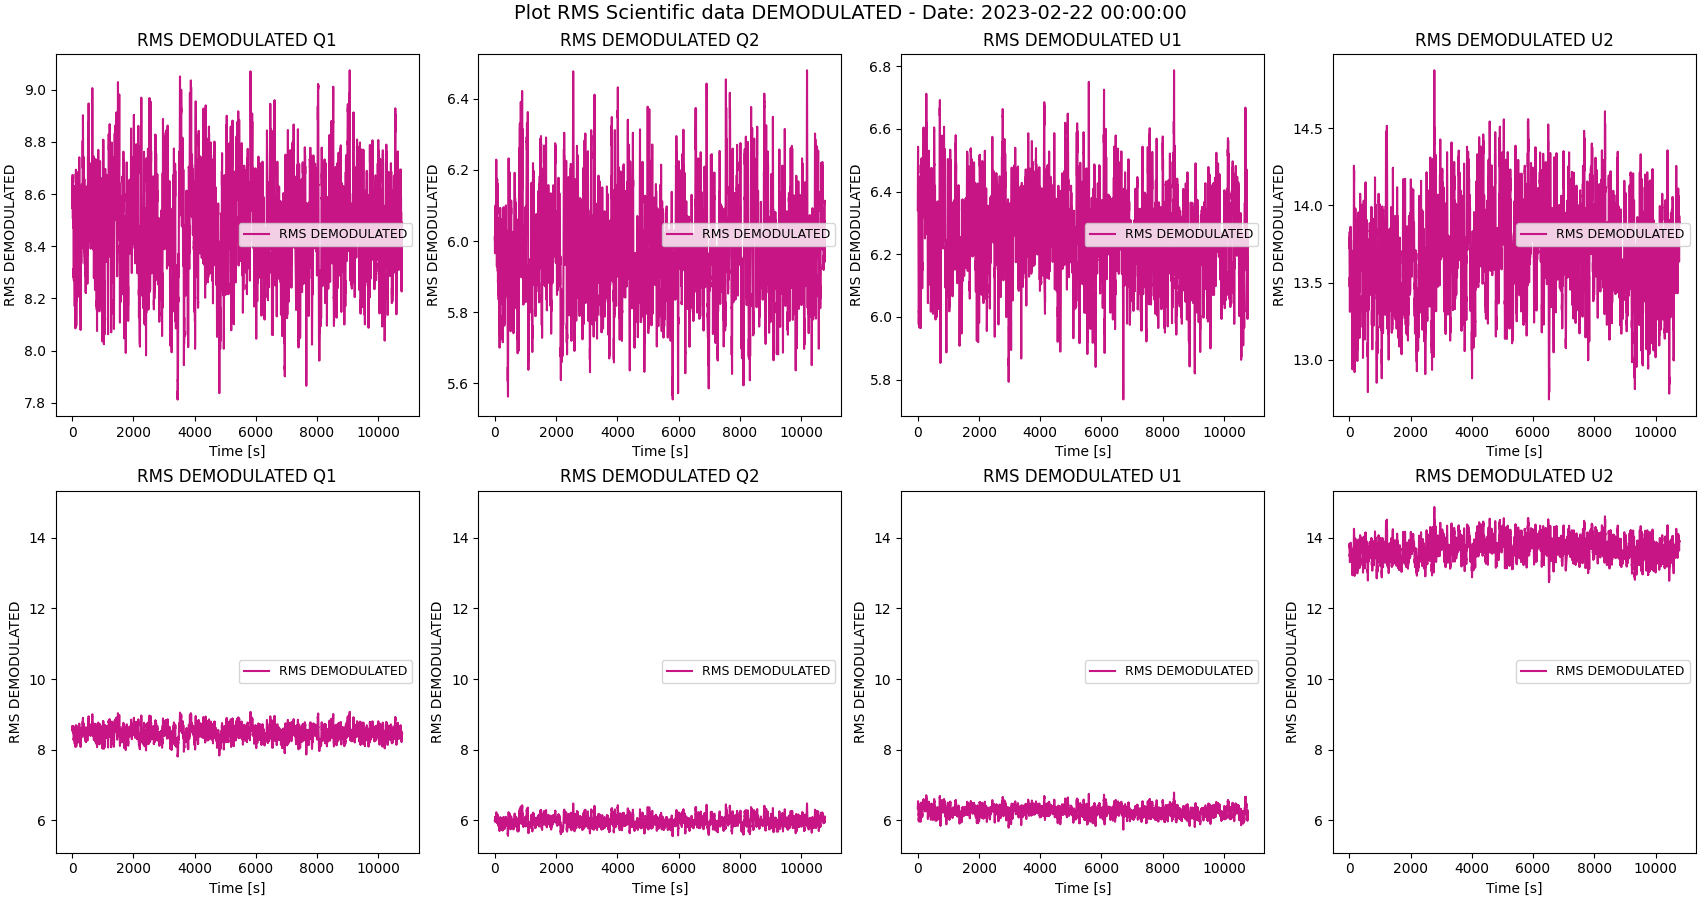 Plot RMS Scientific data DEMODULATED - Date: 2023-02-22 00:00:00
RMS DEMODULATED Q1
RMS DEMODULATED
9.0
8.8
8.6
8.4
8.2
8.0
7.8
RMS DEMODULATED
0 2000 4000 6000 8000 10000
Time [s]
RMS DEMODULATED Q2
RMS DEMODULATED
6.4
6.2
6.0
5.8
5.6
RMS DEMODULATED
0 2000 4000 6000 8000 10000
Time [s]
RMS DEMODULATED U1
RMS DEMODULATED
6.8
6.6
6.4
6.2
6.0
5.8
RMS DEMODULATED
0 2000 4000 6000 8000 10000
Time [s]
RMS DEMODULATED U2
RMS DEMODULATED
14.5
14.0
13.5
13.0
RMS DEMODULATED
0 2000 4000 6000 8000 10000
Time [s]
RMS DEMODULATED Q1
RMS DEMODULATED
14
12
10
8
6
RMS DEMODULATED
0 2000 4000 6000 8000 10000
Time [s]
RMS DEMODULATED Q2
RMS DEMODULATED
14
12
10
8
6
RMS DEMODULATED
0 2000 4000 6000 8000 10000
Time [s]
RMS DEMODULATED U1
RMS DEMODULATED
14
12
10
8
6
RMS DEMODULATED
0 2000 4000 6000 8000 10000
Time [s]
RMS DEMODULATED U2
RMS DEMODULATED
14
12
10
8
6
RMS DEMODULATED
0 2000 4000 6000 8000 10000
Time [s]